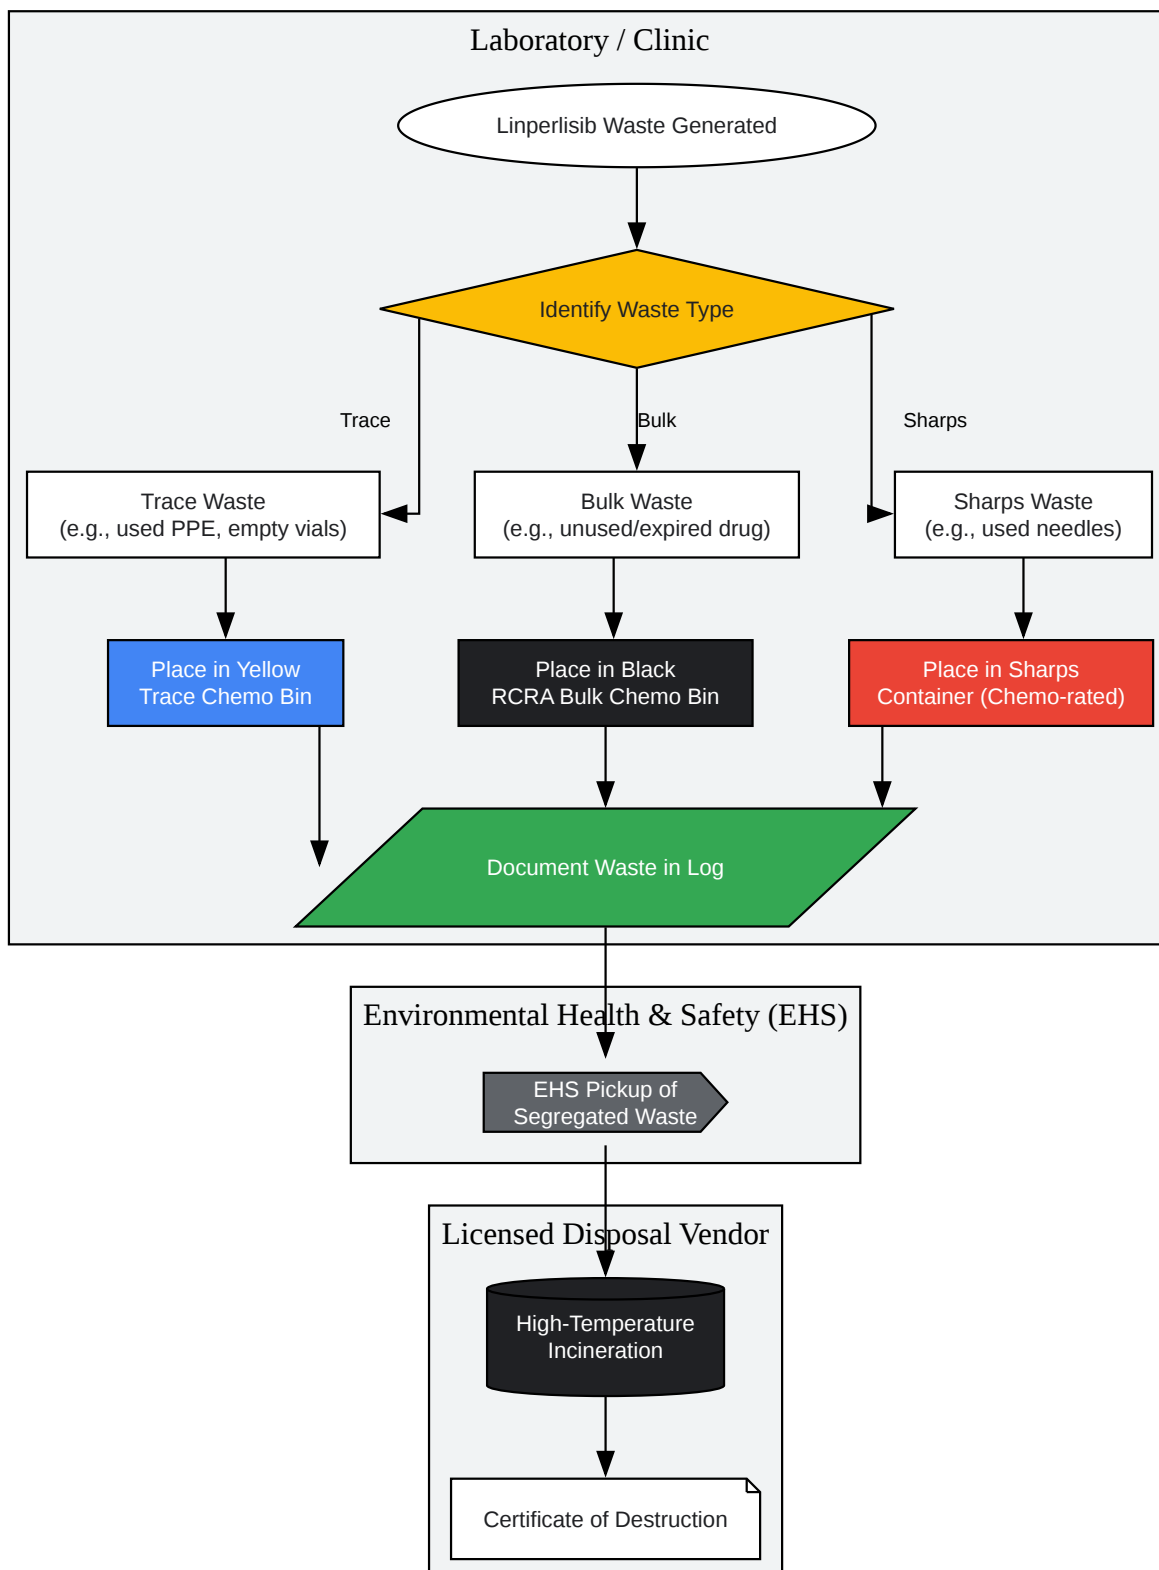 Laboratory / Clinic
Linperlisib Waste Generated
Identify Waste Type
Trace
Bulk
Sharps
Trace Waste
(e.g., used PPE, empty vials)
Bulk Waste
(e.g., unused/expired drug)
Sharps Waste
(e.g., used needles)
Place in Yellow
Trace Chemo Bin
Place in Black
RCRA Bulk Chemo Bin
Place in Sharps
Container (Chemo-rated)
Document Waste in Log
Environmental Health & Safety (EHS)
EHS Pickup of
Segregated Waste
Licensed Disposal Vendor
High-Temperature
Incineration
Certificate of Destruction